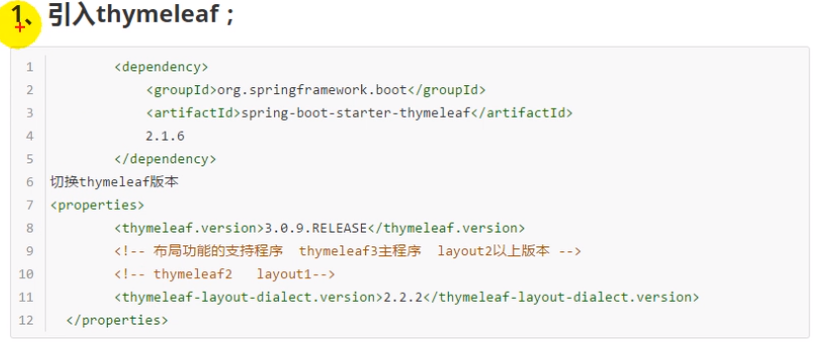 1、引入thymeleaf；
1 <dependency>
2 <groupId>org.springframework.boot</groupId>
3 <artifactId>spring-boot-starter-thymeleaf</artifactId>
4 2.1.6
5 </dependency>
6 切换thymeleaf版本
7 <properties>
8 <thymeleaf.version>3.0.9.RELEASE</thymeleaf.version>
9 <!-- 布局功能的支持程序  thymeleaf3主程序  layout2以上版本 -->
10 <!-- thymeleaf2   layout1-->
11 <thymeleaf-layout-dialect.version>2.2.2</thymeleaf-layout-dialect.version>
12 </properties>